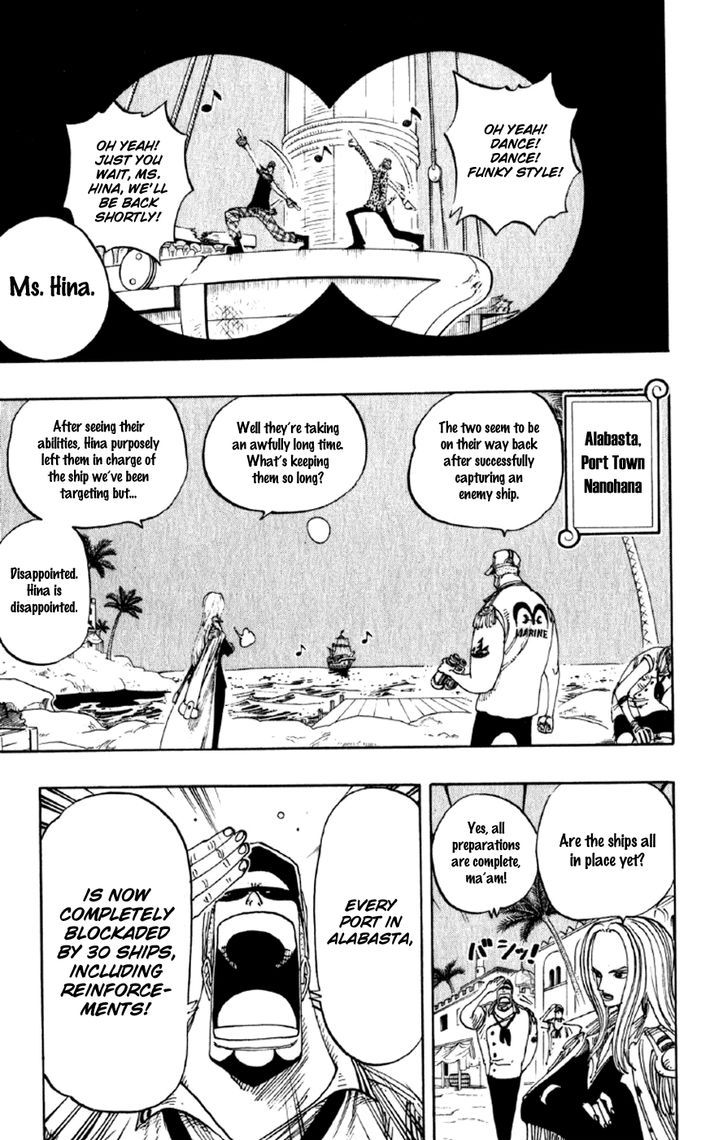 OH YEAH!
DANCE!
DANCE!
FUNKY STYLE!
OH YEAH!
JUST YOU
WAIT, MS.
HINA, WE'LL
BE BACK
SHORTLY!
Ms. Hina.
Alabasta,
Port Town
Nanohana
The two seem to
be on their way back
after successfully
capturing an
enemy ship.
Well they're taking
an awfully long time.
What's keeping
them so long?
After seeing their
abilities, Hina purposely
left them in charge of
the ship we've been
targeting but...
Disappointed.
Hina is
disappointed.
MARINE
Are the ships all
in place yet?
Yes, all
preparations
are complete,
ma'am!
バンッ!
EVERY
PORT IN
ALABASTA,
IS NOW
COMPLETELY
BLOCKADED
BY 30 SHIPS,
INCLUDING
REINFORCE-
MENTS!